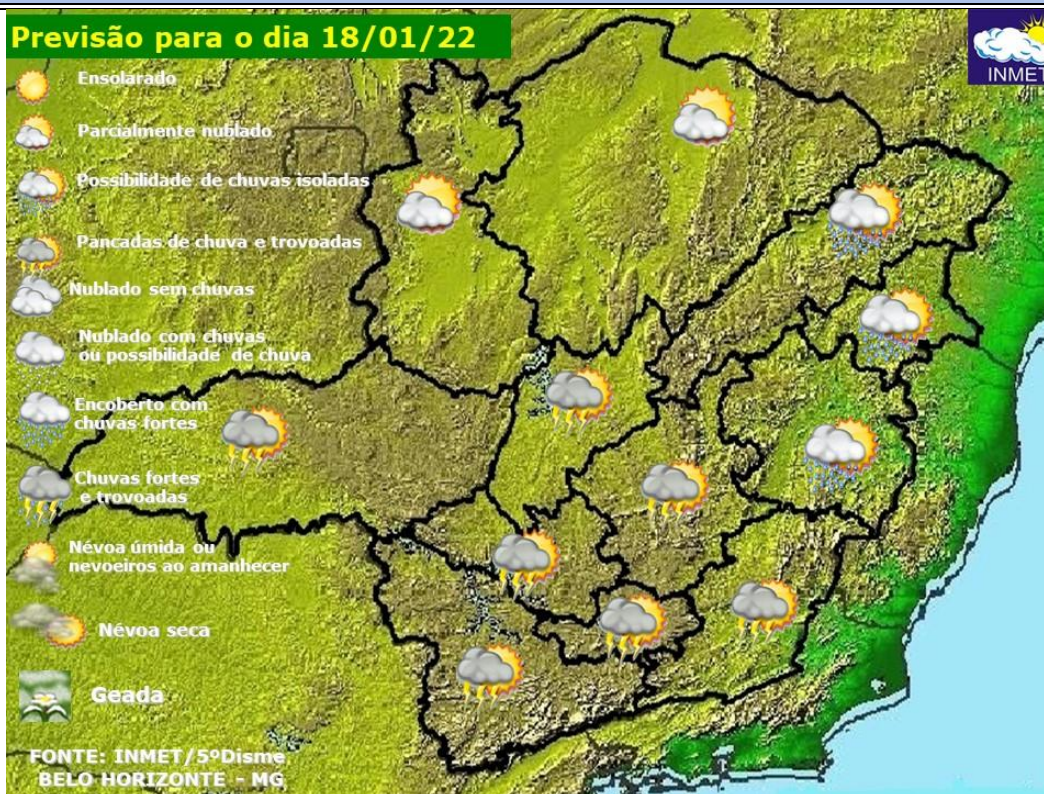 Previsão para o dia 18/01/22
INMET
Ensolarado
Parcialmente nublado
Possibilidade de chuvas isoladas
Pancadas de chuva e trovoadas
Nublado sem chuvas
Nublado com chuvas
ou possibilidade de chuva
Encoberto com
chuvas fortes
Chuvas fortes
e trovoadas
Névoa úmida ou
nevoeiros ao amanhecer
Névoa seca
Geada
FONTE: INMET/5ºDisme
BELO HORIZONTE - MG